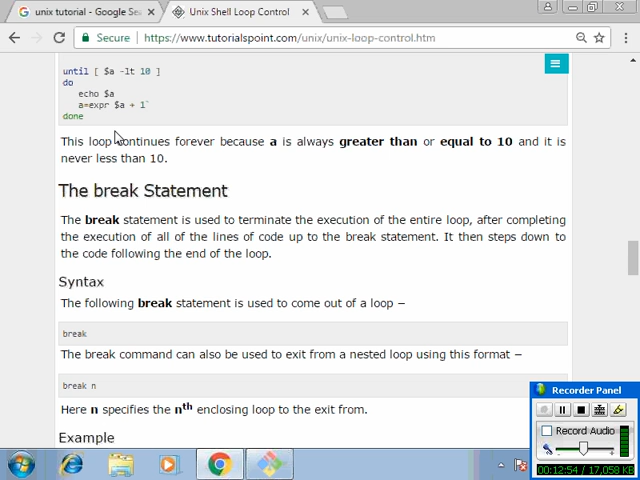 unix tutorial - Google Sea
Unix Shell Loop Control
Secure
https://www.tutorialspoint.com/unix/unix-loop-control.htm
until [ $a -lt 10 ]
do
echo $a
a=expr $a + 1`
done
This loop continues forever because a is always greater than or equal to 10 and it is
never less than 10.
The break Statement
The break statement is used to terminate the execution of the entire loop, after completing
the execution of all of the lines of code up to the break statement. It then steps down to
the code following the end of the loop.
Syntax
The following break statement is used to come out of a loop −
break
The break command can also be used to exit from a nested loop using this format −
break n
Here n specifies the nth enclosing loop to the exit from.
Example
Recorder Panel
Record Audio
00:12:54 / 17,058 KB